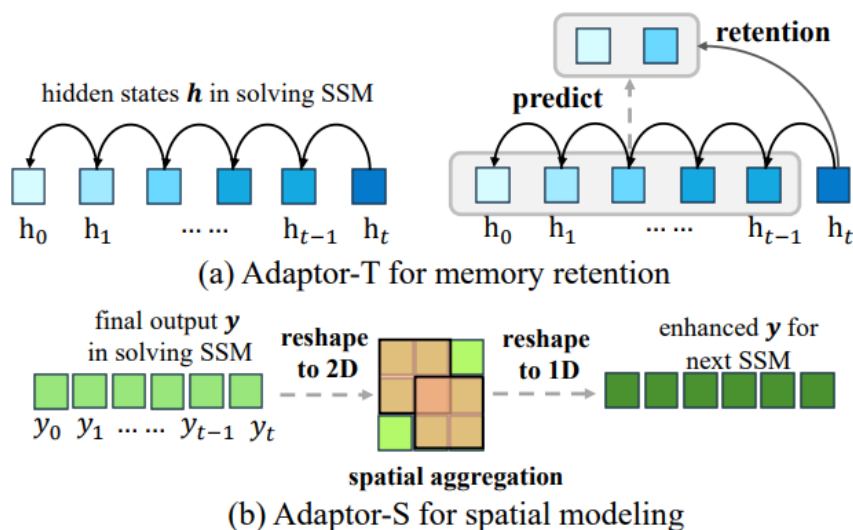 hidden states h in solving SSM
h0 h1 ... ... ht−1 ht
retention
predict
h0 h1 ... ... ht−1 ht
(a) Adaptor-T for memory retention
final output y
in solving SSM
y0 y1 ... ... yt−1 yt
reshape
to 2D
spatial aggregation
reshape
to 1D
enhanced y for
next SSM
(b) Adaptor-S for spatial modeling